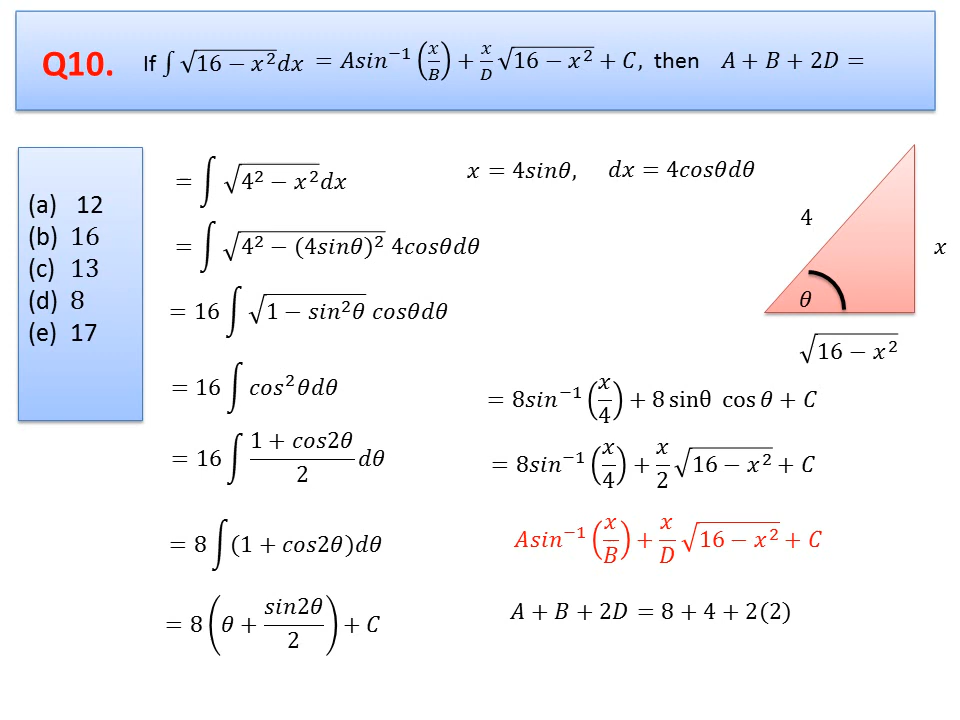 Q10. If ∫ √(16 − x²) dx = Asin⁻¹(x/B) + x/D √(16 − x²) + C, then A + B + 2D =
(a) 12
(b) 16
(c) 13
(d) 8
(e) 17
= ∫ √(4² − x²) dx
= ∫ √(4² − (4sinθ)²) 4cosθdθ
= 16 ∫ √(1 − sin²θ) cosθdθ
= 16 ∫ cos²θdθ
= 16 ∫ (1 + cos2θ)/2 dθ
= 8 ∫ (1 + cos2θ)dθ
= 8 (θ + sin2θ/2) + C
x = 4sinθ, dx = 4cosθdθ
4
x
θ
√(16 − x²)
= 8sin⁻¹(x/4) + 8 sinθ cos θ + C
= 8sin⁻¹(x/4) + x/2 √(16 − x²) + C
Asin⁻¹(x/B) + x/D √(16 − x²) + C
A + B + 2D = 8 + 4 + 2(2)